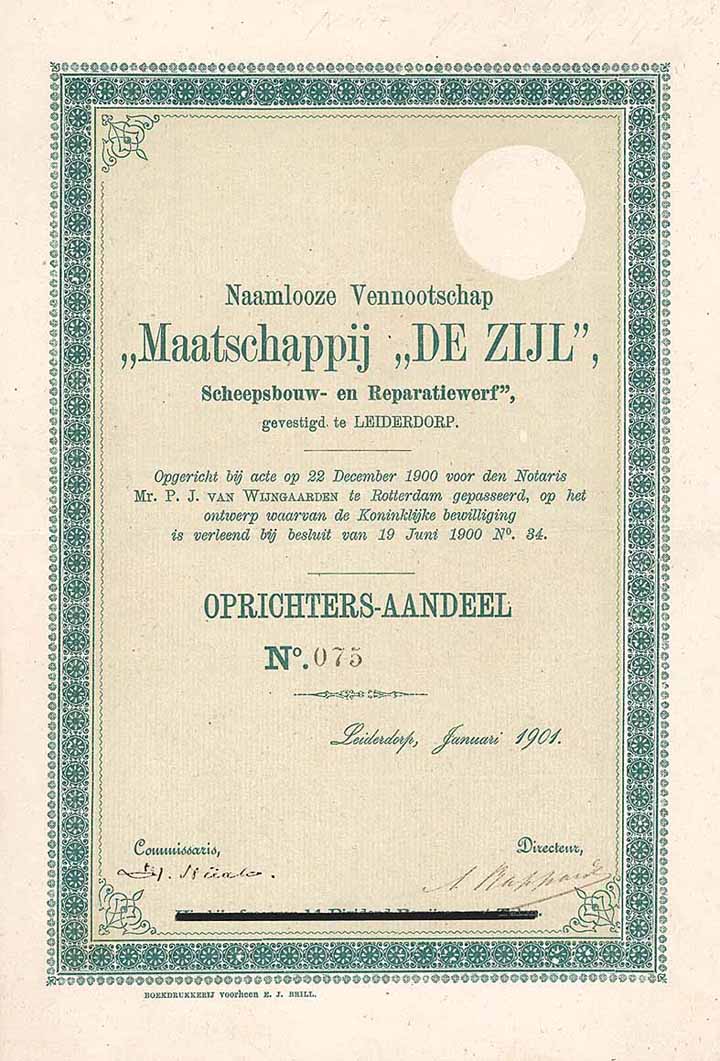 Naamlooze Vennootschap
„Maatschappij „DE ZIJL”,
Scheepsbouw- en Reparatiewerf”,
gevestigd te LEIDERDORP.
Opgericht bij acte op 22 December 1900 voor den Notaris
Mr. P. J. VAN WIJNGAARDEN te Rotterdam gepasseerd, op het
ontwerp waarvan de Koninklijke bewilliging
is verleend bij besluit van 19 Juni 1900 Nº. 34.
OPRICHTERS-AANDEEL
Nº. 075
Leiderdorp, Januari 1901.
Commissaris,
Directeur,
BOEKDRUKKERIJ voorheen E. J. BRILL.